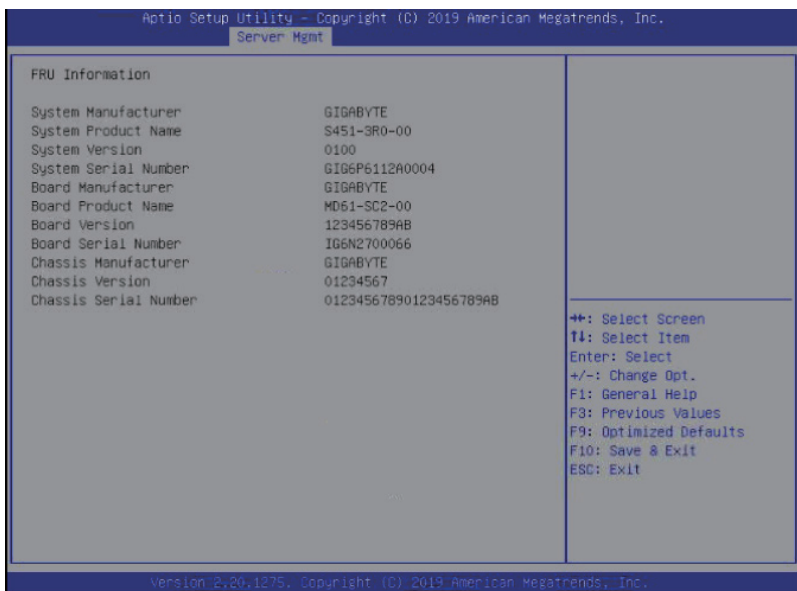 Aptio Setup Utility - Copyright (C) 2019 American Megatrends, Inc.
Server Mgmt
FRU Information
System Manufacturer GIGABYTE
System Product Name S451-3R0-00
System Version 0100
System Serial Number GIG6P6112A0004
Board Manufacturer GIGABYTE
Board Product Name MD61-SC2-00
Board Version 123456789AB
Board Serial Number IG6N2700066
Chassis Manufacturer GIGABYTE
Chassis Version 01234567
Chassis Serial Number 01234567890123456789AB
→←: Select Screen
↑↓: Select Item
Enter: Select
+/-: Change Opt.
F1: General Help
F3: Previous Values
F9: Optimized Defaults
F10: Save & Exit
ESC: Exit
Version 2.20.1275. Copyright (C) 2019 American Megatrends, Inc.